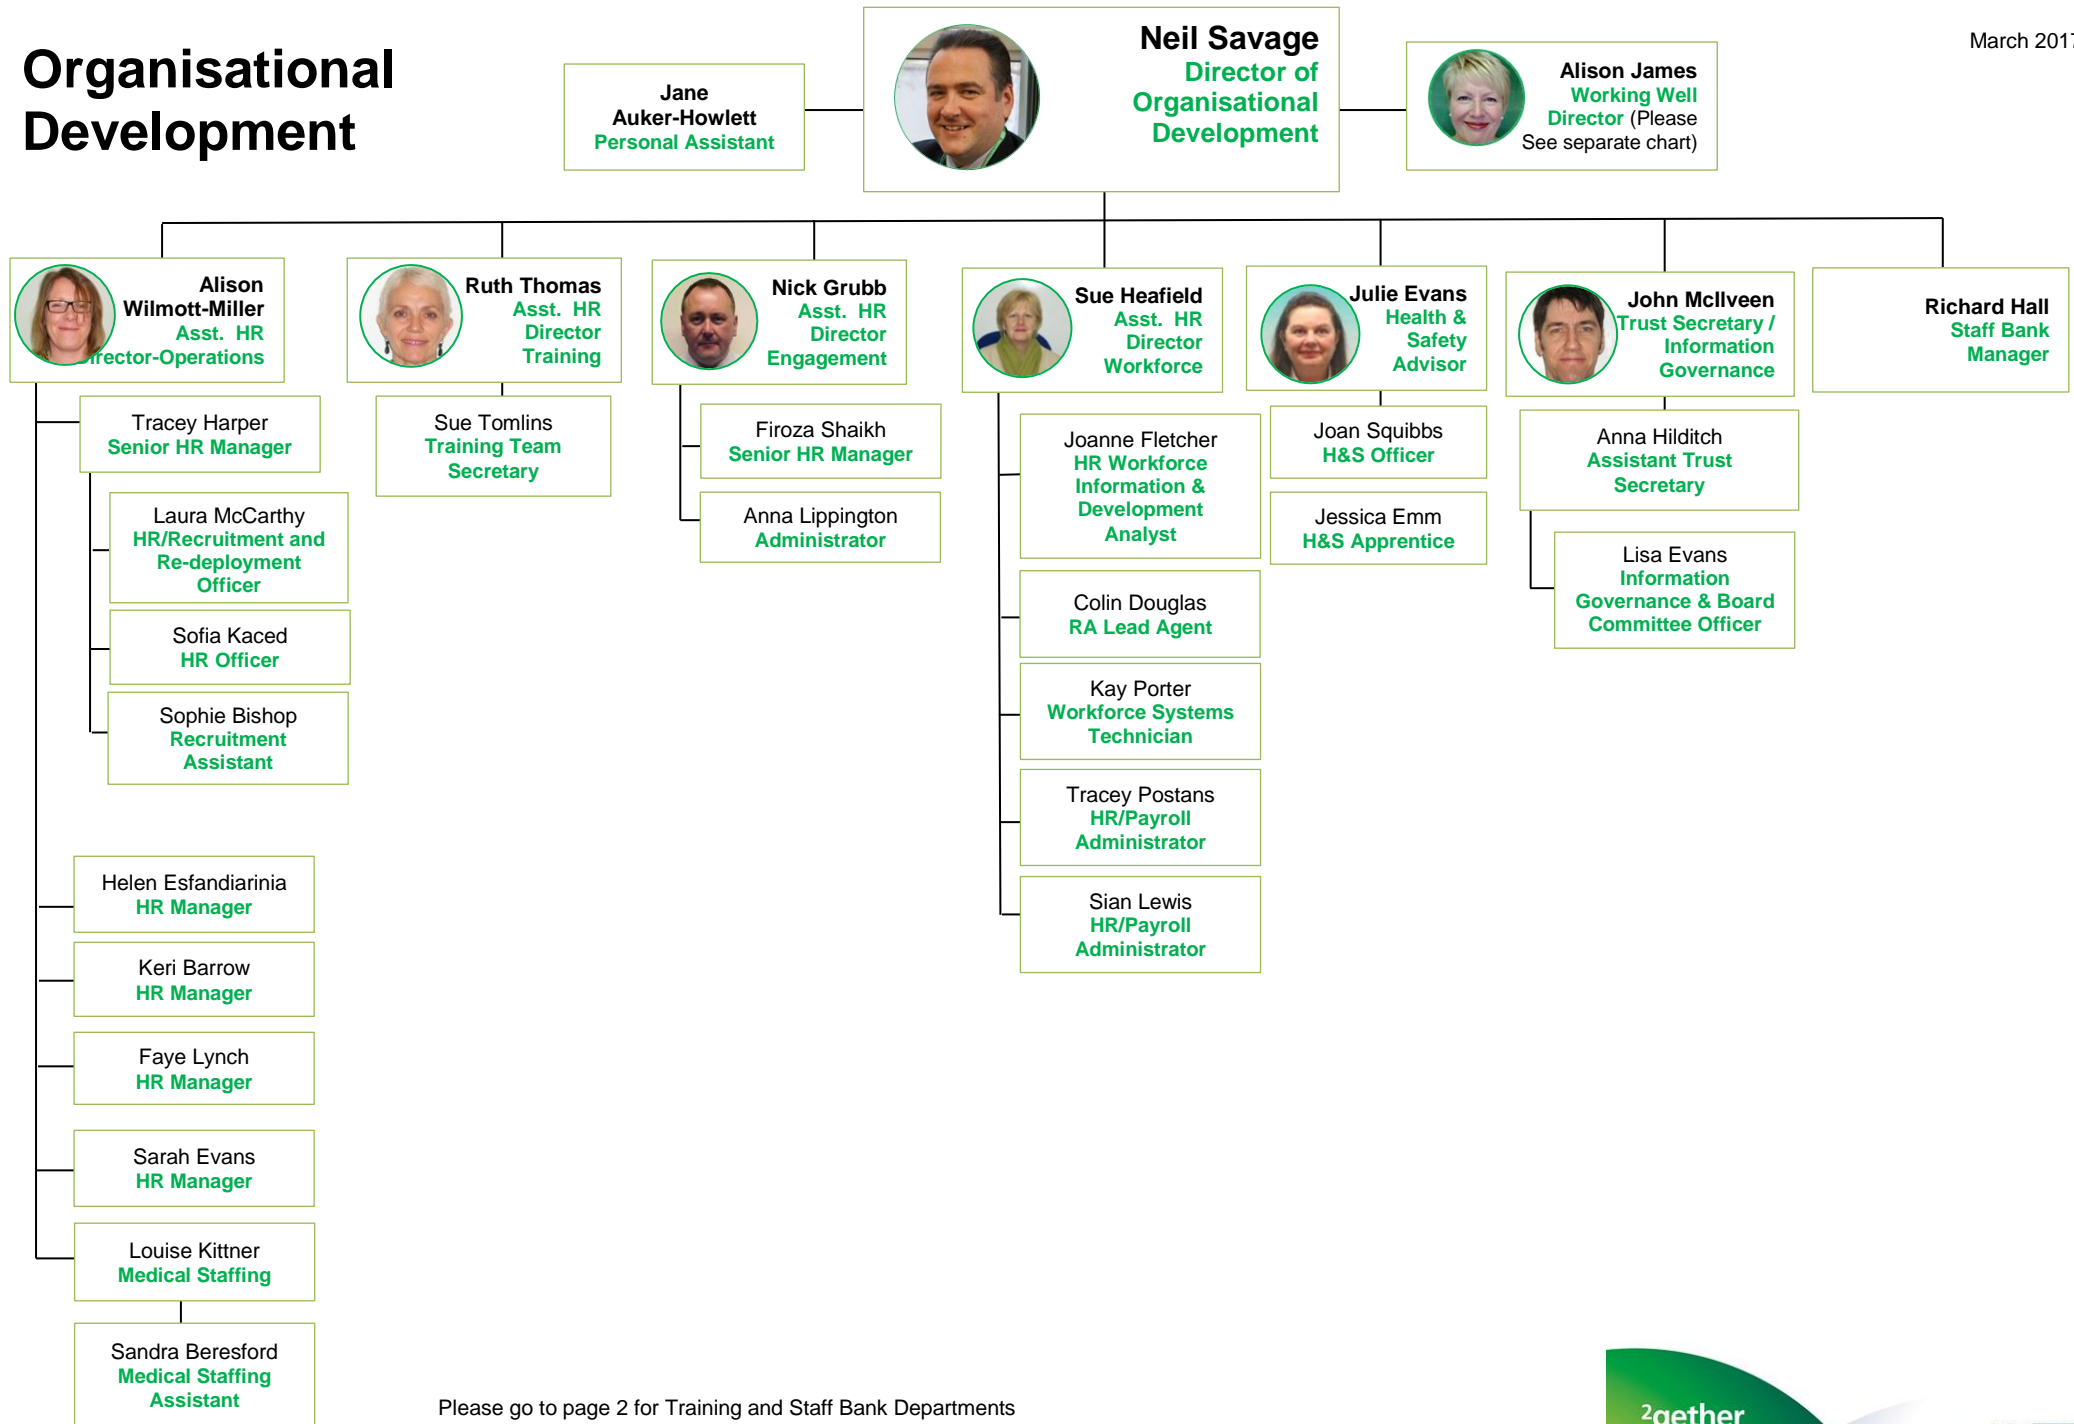 Organisational
Development
Jane
Auker-Howlett
Personal Assistant
Neil Savage
Director of
Organisational
Development
Alison James
Working Well
Director (Please
See separate chart)
March 2017
Alison
Wilmott-Miller
Asst. HR
Director-Operations
Ruth Thomas
Asst. HR
Director
Training
Nick Grubb
Asst. HR
Director
Engagement
Sue Heafield
Asst. HR
Director
Workforce
Julie Evans
Health &
Safety
Advisor
John McIlveen
Trust Secretary /
Information
Governance
Richard Hall
Staff Bank
Manager
Tracey Harper
Senior HR Manager
Laura McCarthy
HR/Recruitment and
Re-deployment
Officer
Sofia Kaced
HR Officer
Sophie Bishop
Recruitment
Assistant
Helen Esfandiarinia
HR Manager
Keri Barrow
HR Manager
Faye Lynch
HR Manager
Sarah Evans
HR Manager
Louise Kittner
Medical Staffing
Sandra Beresford
Medical Staffing
Assistant
Sue Tomlins
Training Team
Secretary
Firoza Shaikh
Senior HR Manager
Anna Lippington
Administrator
Joanne Fletcher
HR Workforce
Information &
Development
Analyst
Colin Douglas
RA Lead Agent
Kay Porter
Workforce Systems
Technician
Tracey Postans
HR/Payroll
Administrator
Sian Lewis
HR/Payroll
Administrator
Joan Squibbs
H&S Officer
Jessica Emm
H&S Apprentice
Anna Hilditch
Assistant Trust
Secretary
Lisa Evans
Information
Governance & Board
Committee Officer
Please go to page 2 for Training and Staff Bank Departments
2gether